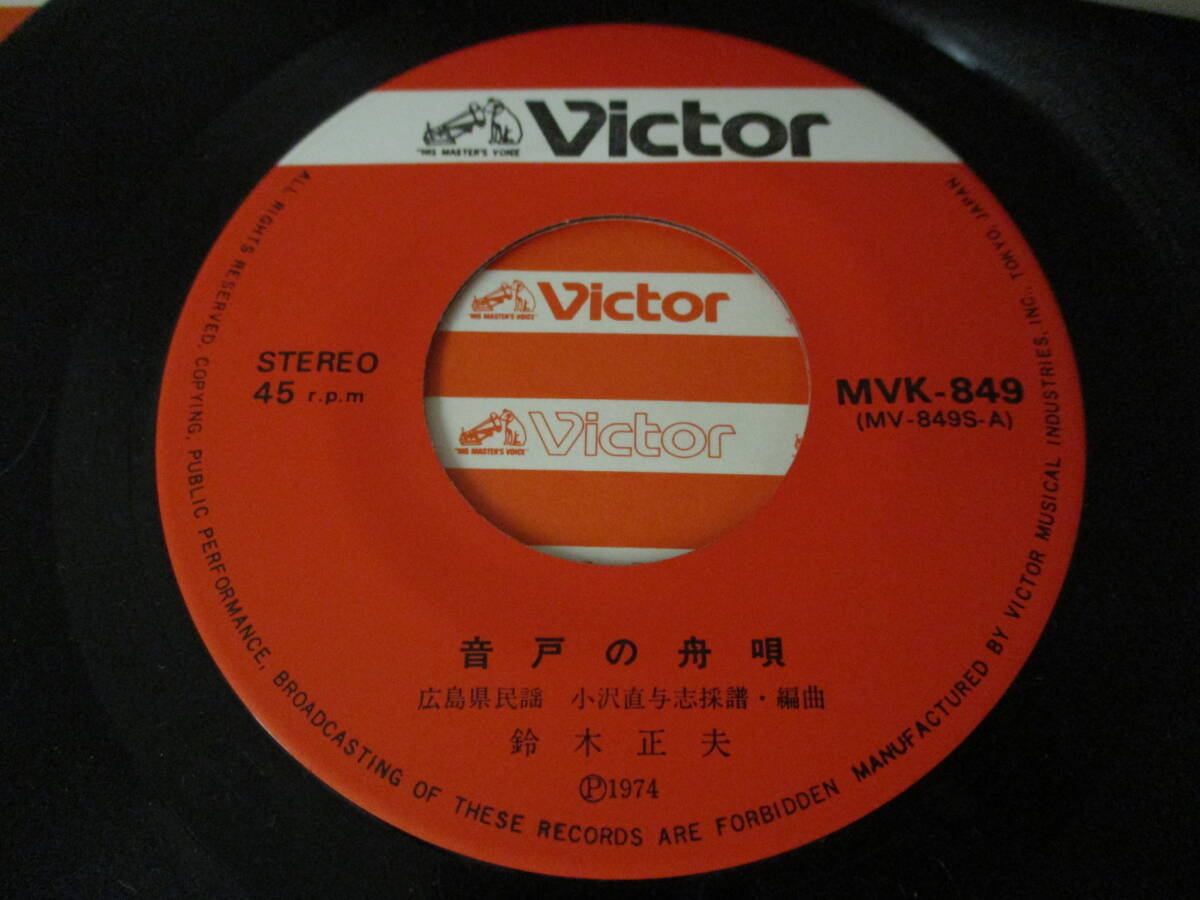 Victor
"HIS MASTER'S VOICE"
Victor
"HIS MASTER'S VOICE"
Victor
"HIS MASTER'S VOICE"
STEREO
45 r.p.m
MVK-849
(MV-849S-A)
音戸の舟唄
広島県民謡 小沢直与志採譜・編曲
鈴木正夫
Ⓟ1974
ALL RIGHTS RESERVED. COPYING, PUBLIC PERFORMANCE, BROADCASTING OF THESE RECORDS ARE FORBIDDEN MANUFACTURED BY VICTOR MUSICAL INDUSTRIES, INC., TOKYO, JAPAN